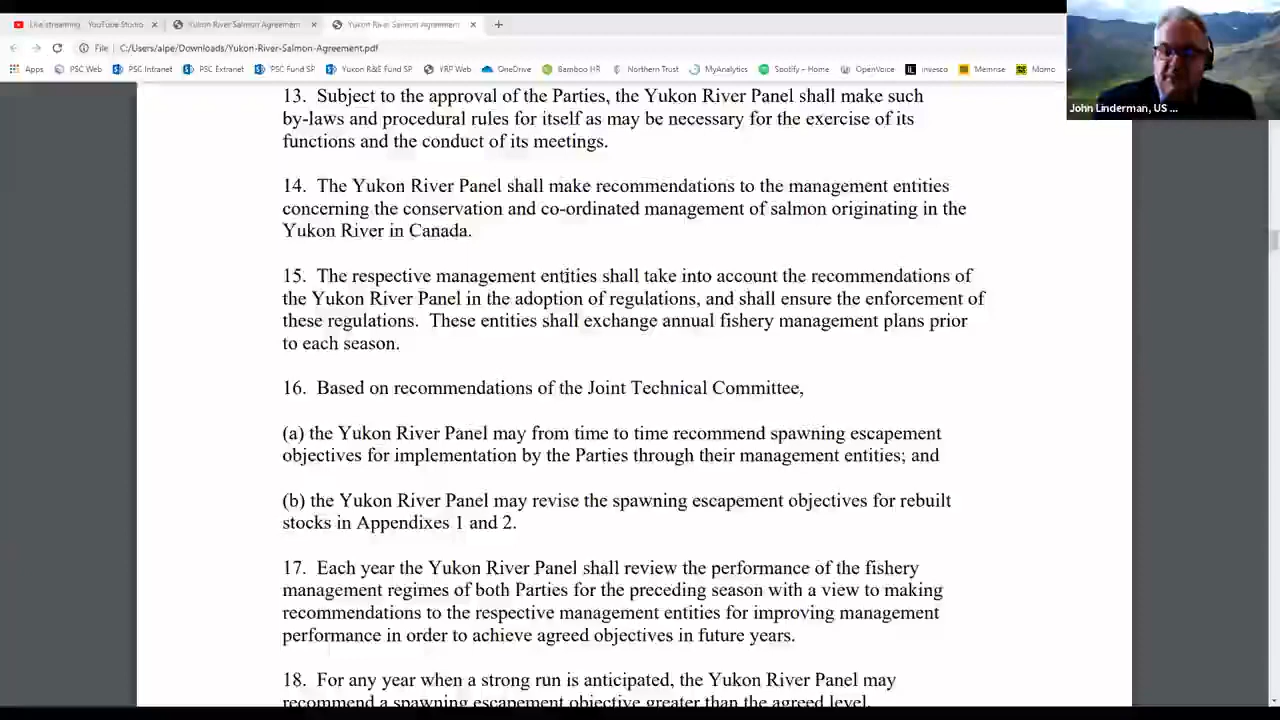 Live streaming - YouTube Studio
Yukon River Salmon Agreement
Yukon River Salmon Agreement
File C:/Users/alpe/Downloads/Yukon-River-Salmon-Agreement.pdf
Apps PSC Web PSC Intranet PSC Extranet PSC Fund SP Yukon R&E Fund SP YRP Web OneDrive Bamboo HR Northern Trust MyAnalytics Spotify – Home OpenVoice Invesco Memrise Momo
John Linderman, US ...
13. Subject to the approval of the Parties, the Yukon River Panel shall make such
by-laws and procedural rules for itself as may be necessary for the exercise of its
functions and the conduct of its meetings.
14. The Yukon River Panel shall make recommendations to the management entities
concerning the conservation and co-ordinated management of salmon originating in the
Yukon River in Canada.
15. The respective management entities shall take into account the recommendations of
the Yukon River Panel in the adoption of regulations, and shall ensure the enforcement of
these regulations. These entities shall exchange annual fishery management plans prior
to each season.
16. Based on recommendations of the Joint Technical Committee,
(a) the Yukon River Panel may from time to time recommend spawning escapement
objectives for implementation by the Parties through their management entities; and
(b) the Yukon River Panel may revise the spawning escapement objectives for rebuilt
stocks in Appendixes 1 and 2.
17. Each year the Yukon River Panel shall review the performance of the fishery
management regimes of both Parties for the preceding season with a view to making
recommendations to the respective management entities for improving management
performance in order to achieve agreed objectives in future years.
18. For any year when a strong run is anticipated, the Yukon River Panel may
recommend a spawning escapement objective greater than the agreed level.